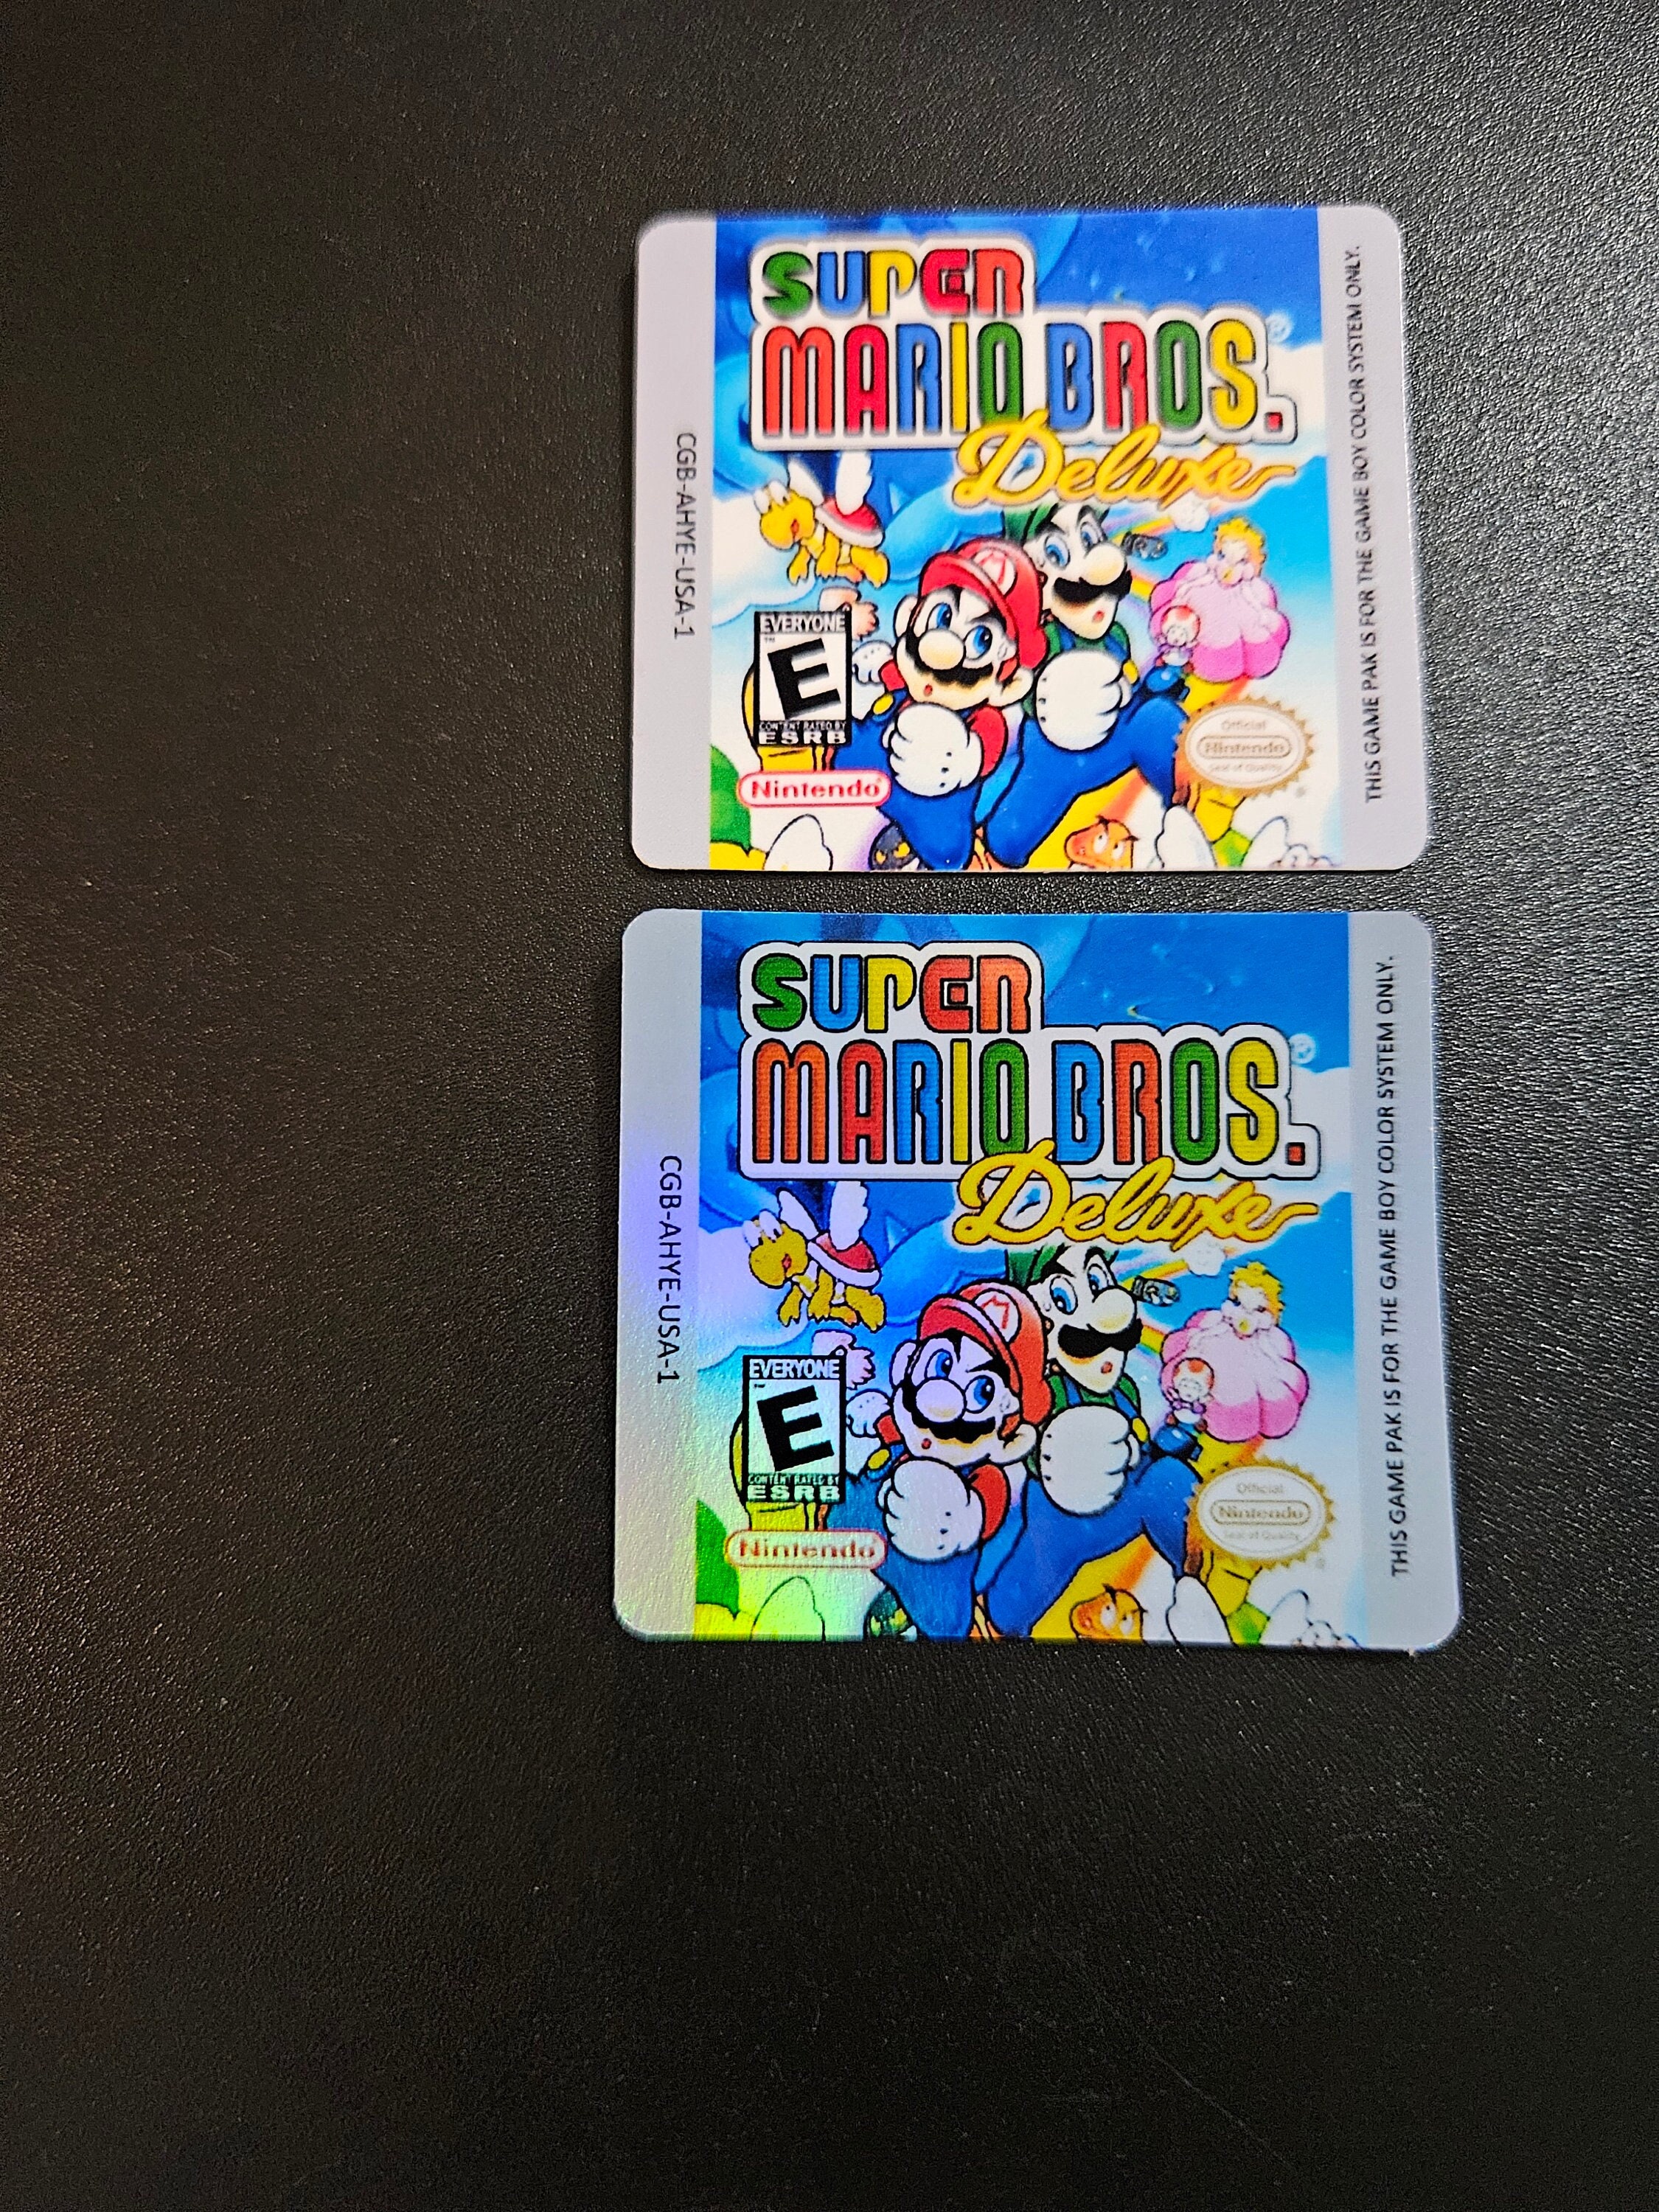 SUPER
MARIO BROS.®
Deluxe
CGB-AHYE-USA-1
THIS GAME PAK IS FOR THE GAME BOY COLOR SYSTEM ONLY.
EVERYONE
™
E
CONTENT RATED BY
ESRB
Nintendo®
Official
Nintendo
Seal of Quality
®
SUPER
MARIO BROS.®
Deluxe
CGB-AHYE-USA-1
THIS GAME PAK IS FOR THE GAME BOY COLOR SYSTEM ONLY.
M
EVERYONE
™
E
CONTENT RATED BY
ESRB
Nintendo®
Official
Nintendo
Seal of Quality
®